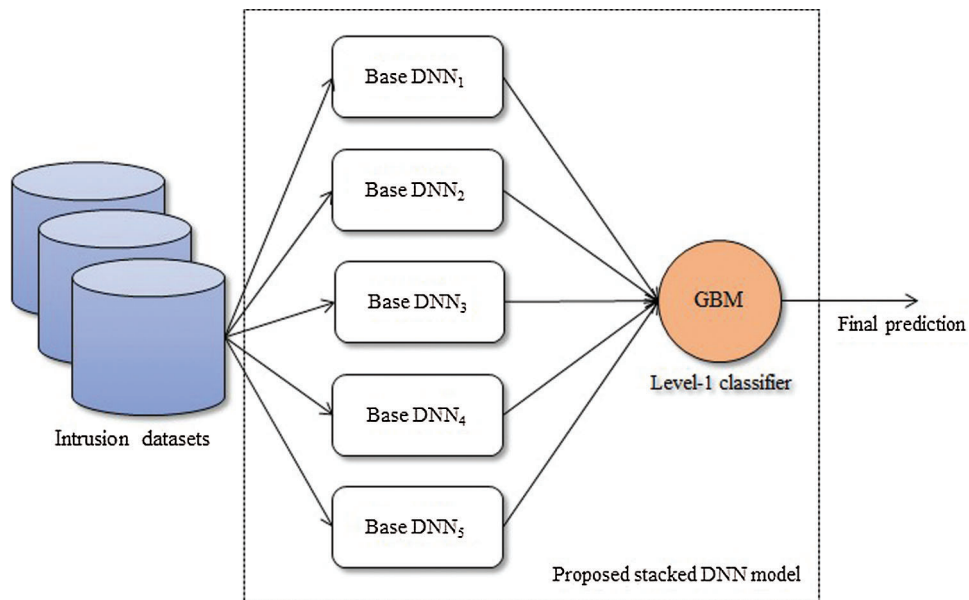 Base DNN₁
Base DNN₂
Base DNN₃
Base DNN₄
Base DNN₅
Intrusion datasets
GBM
Level-1 classifier
Final prediction
Proposed stacked DNN model